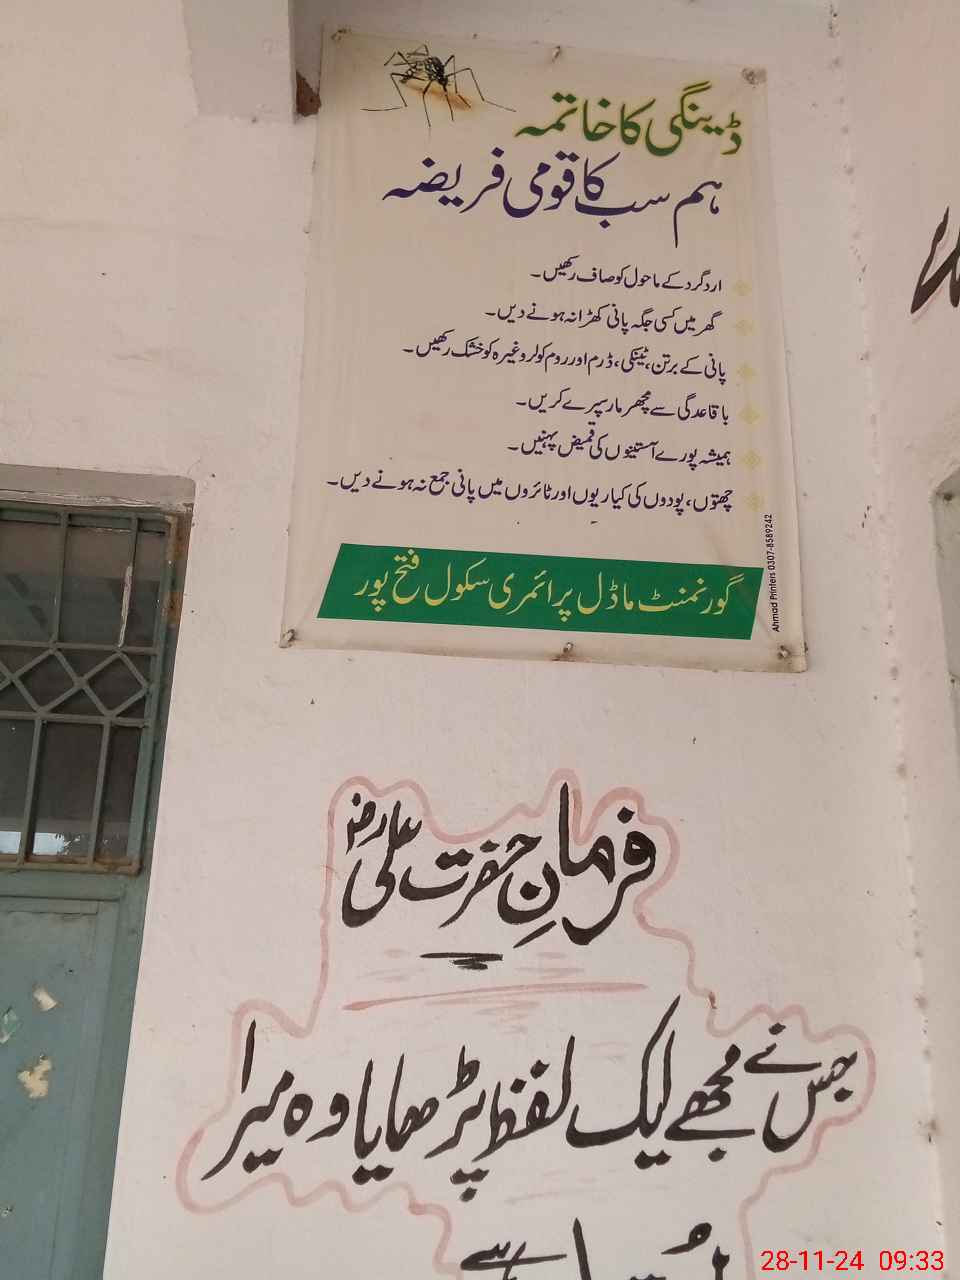 ڈینگی کا خاتمہ
ہم سب کا قومی فریضہ
اردگرد کے ماحول کو صاف رکھیں۔
گھر میں کسی جگہ پانی کھڑا نہ ہونے دیں۔
پانی کے برتن، ٹینکی، ڈرم اور روم کولر وغیرہ کو خشک رکھیں۔
باقاعدگی سے مچھر مار سپرے کریں۔
ہمیشہ پورے آستینوں کی قمیض پہنیں۔
چھتوں، پودوں کی کیاریوں اور ٹائروں میں پانی جمع نہ ہونے دیں۔
گورنمنٹ ماڈل پرائمری سکول فتح پور
Ahmad Printers 0307-8589242
فرمانِ حضرت علیؓ
جس نے مجھے ایک لفظ پڑھایا وہ میرا
28-11-24 09:33